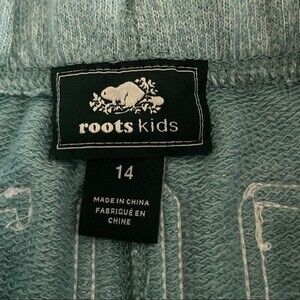 roots kids
14
MADE IN CHINA
FABRIQUÉ EN
CHINE